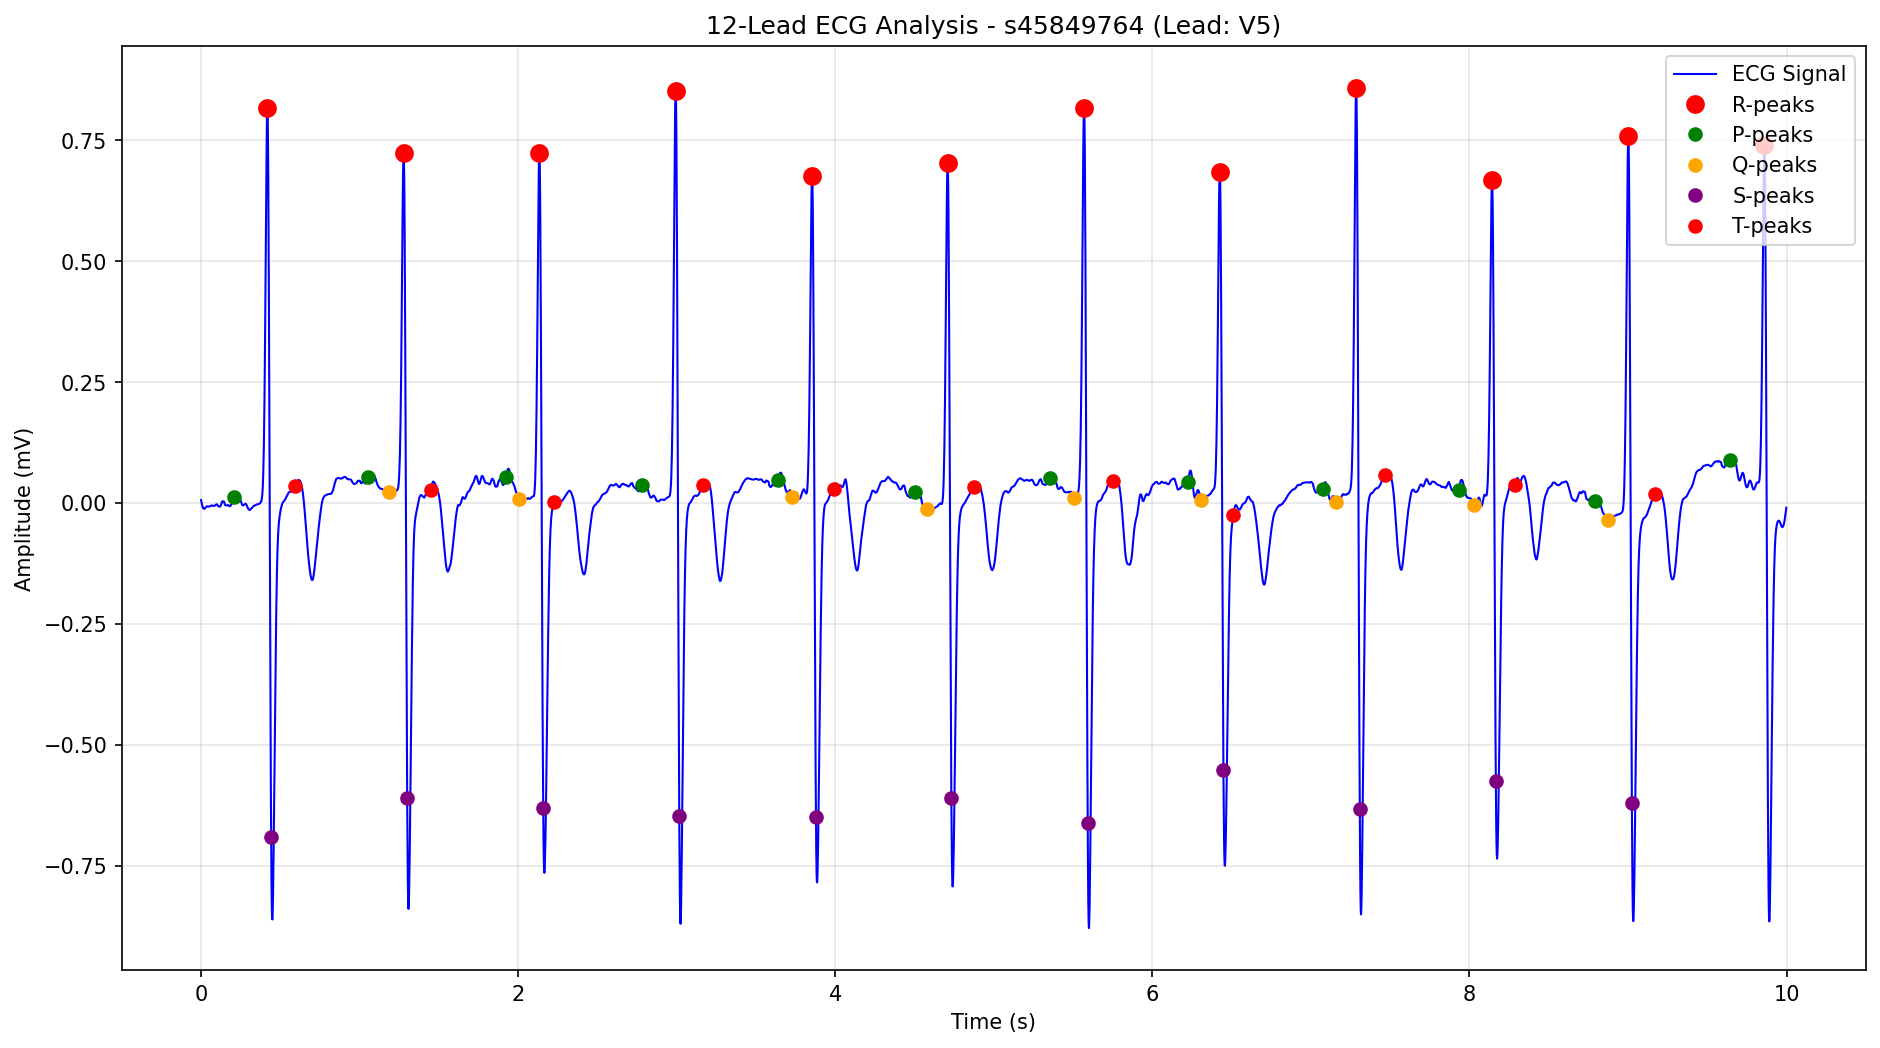 12-Lead ECG Analysis - s45849764 (Lead: V5)
ECG Signal
R-peaks
P-peaks
Q-peaks
S-peaks
T-peaks
Amplitude (mV)
0.75
0.50
0.25
0.00
−0.25
−0.50
−0.75
0 2 4 6 8 10
Time (s)